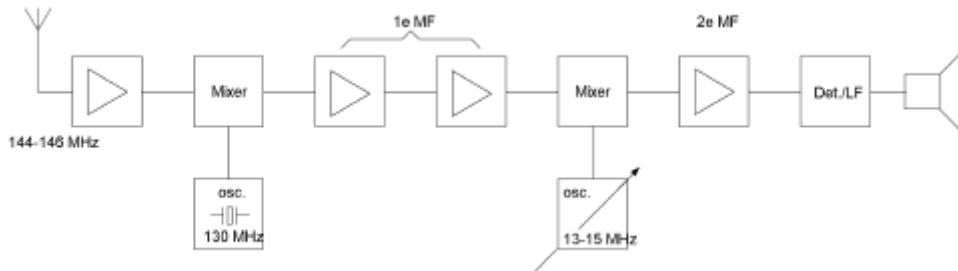 1e MF
2e MF
Mixer
Mixer
Det./LF
144-146 MHz
osc.
130 MHz
osc.
13-15 MHz